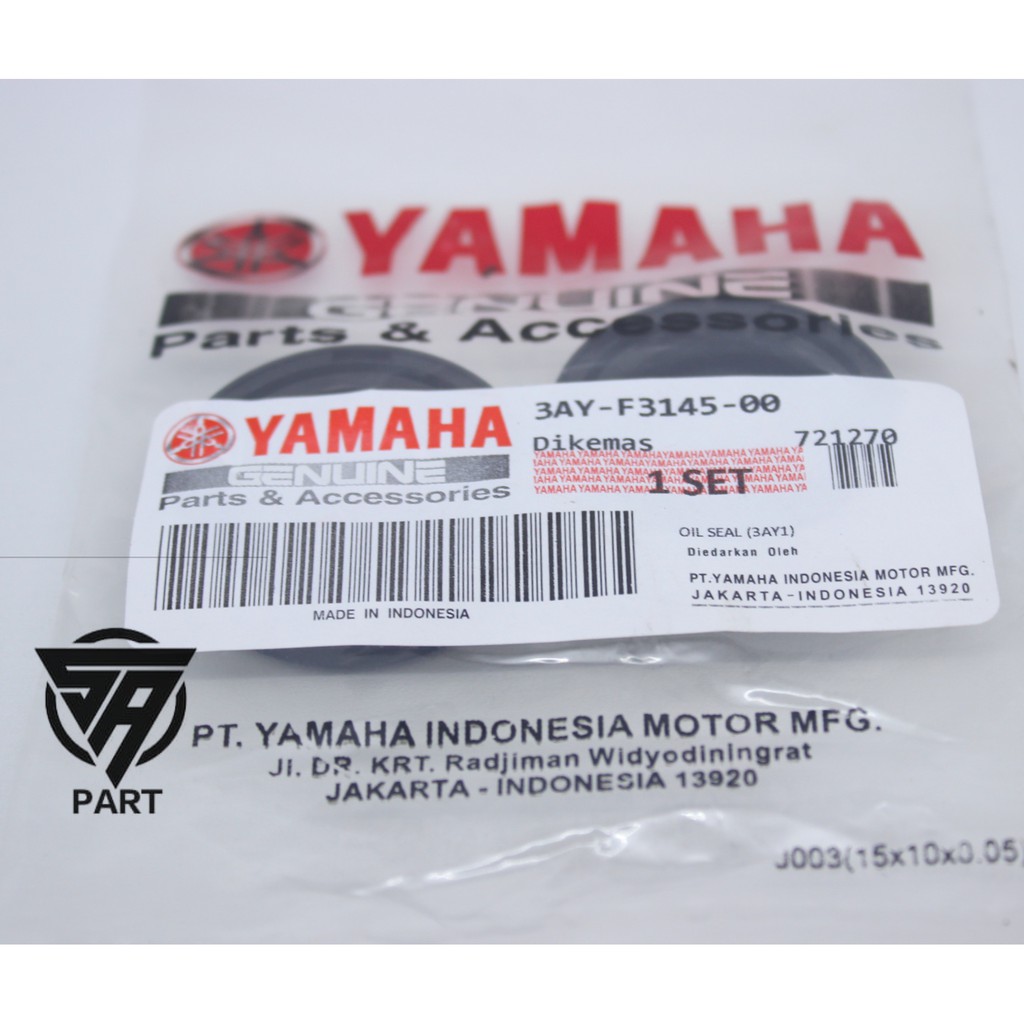 YAMAHA
GENUINE
Parts & Accessories
YAMAHA
GENUINE
Parts & Accessories
MADE IN INDONESIA
3AY-F3145-00
Dikemas 721270
1 SET
OIL SEAL (3AY1)
Diedarkan Oleh
PT.YAMAHA INDONESIA MOTOR MFG.
JAKARTA-INDONESIA 13920
SA
PART
PT. YAMAHA INDONESIA MOTOR MFG.
Jl. DR. KRT. Radjiman Widyodiningrat
JAKARTA - INDONESIA 13920
J003(15x10x0.05)